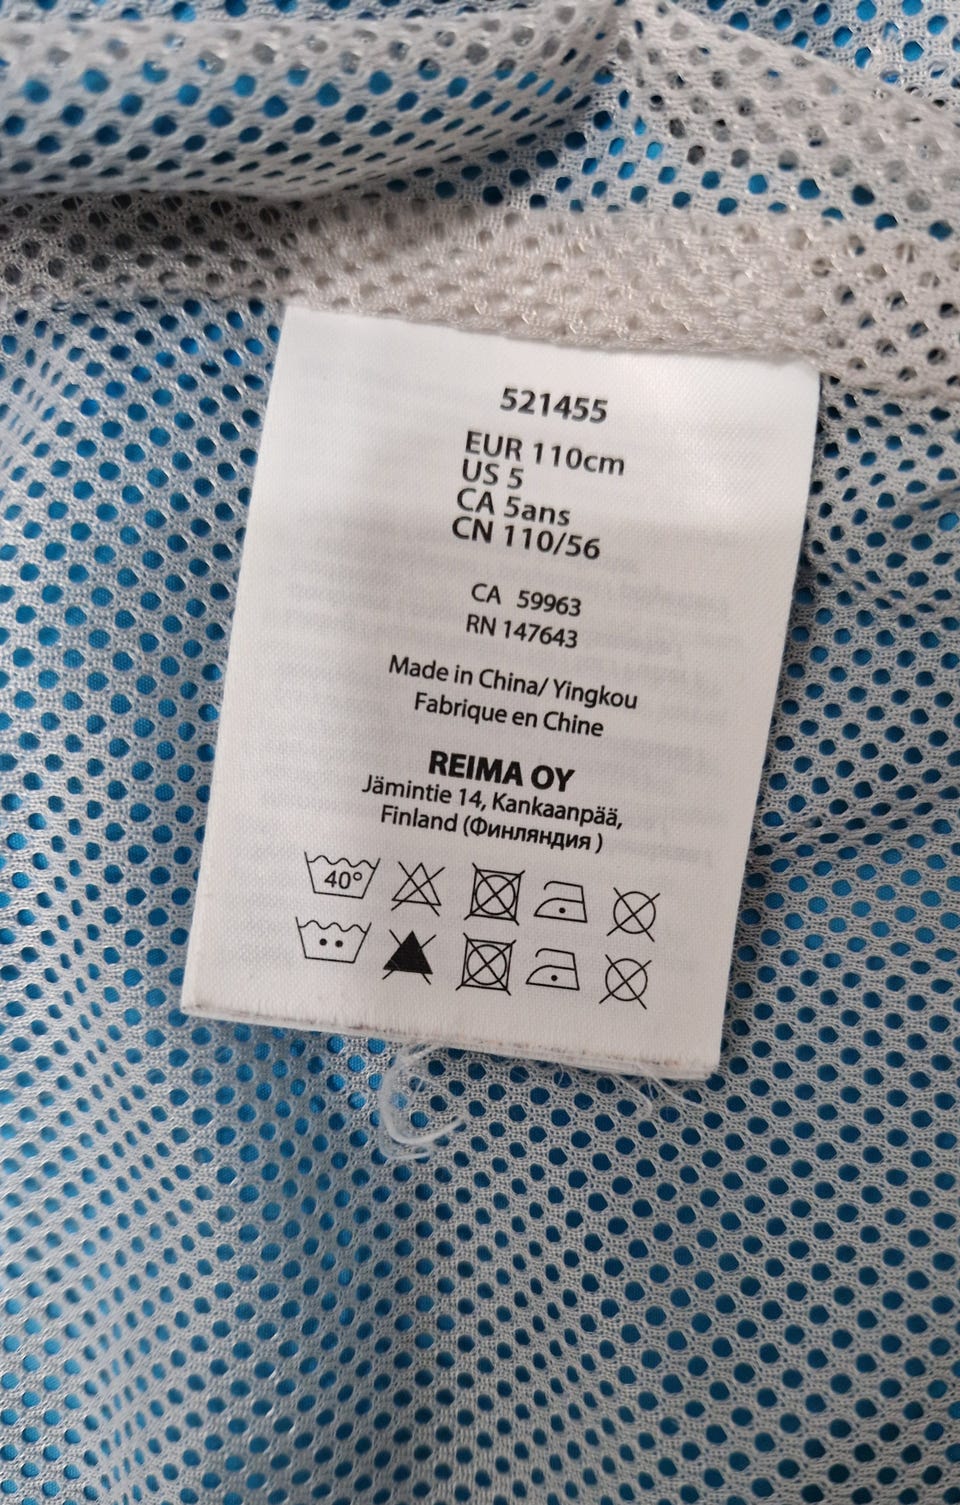 521455
EUR 110cm
US 5
CA 5ans
CN 110/56
CA 59963
RN 147643
Made in China/ Yingkou
Fabrique en Chine
REIMA OY
Jämintie 14, Kankaanpää,
Finland (Финляндия )
40°